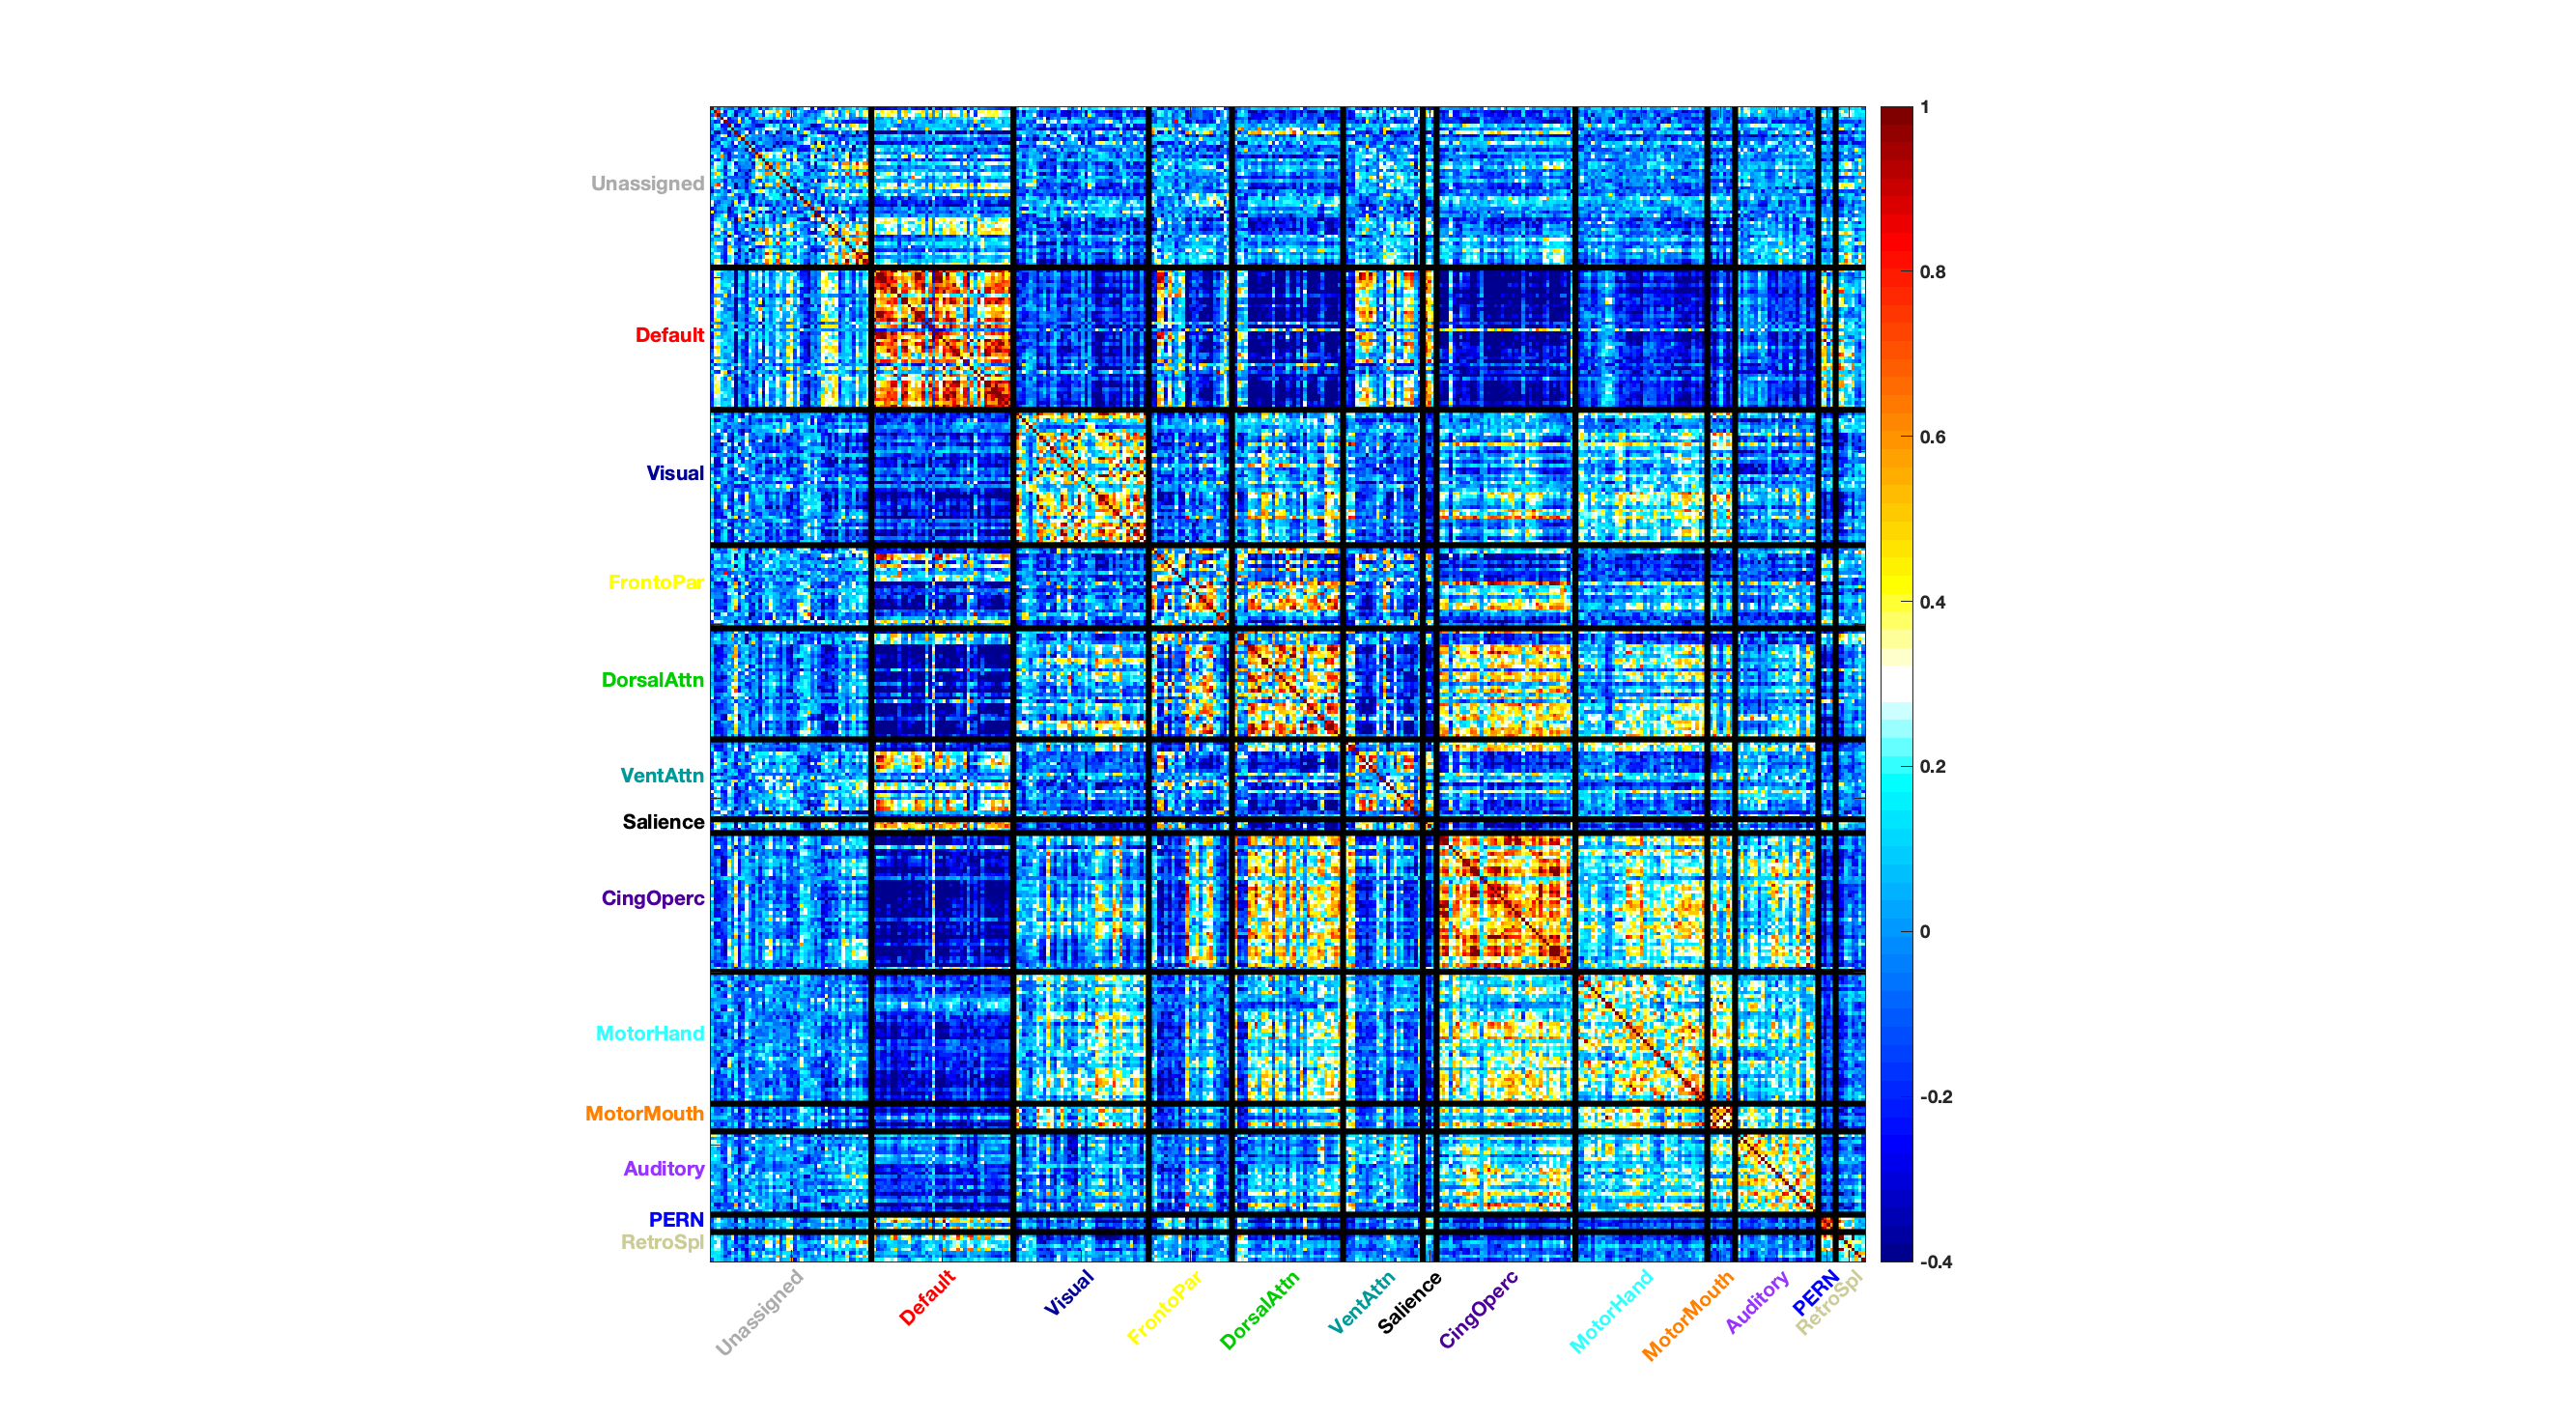 Unassigned
Default
Visual
FrontoPar
DorsalAttn
VentAttn
Salience
CingOperc
MotorHand
MotorMouth
Auditory
PERN
RetroSpl
Unassigned
Default
Visual
FrontoPar
DorsalAttn
VentAttn
Salience
CingOperc
MotorHand
MotorMouth
Auditory
PERN
RetroSpl
1
0.8
0.6
0.4
0.2
0
-0.2
-0.4